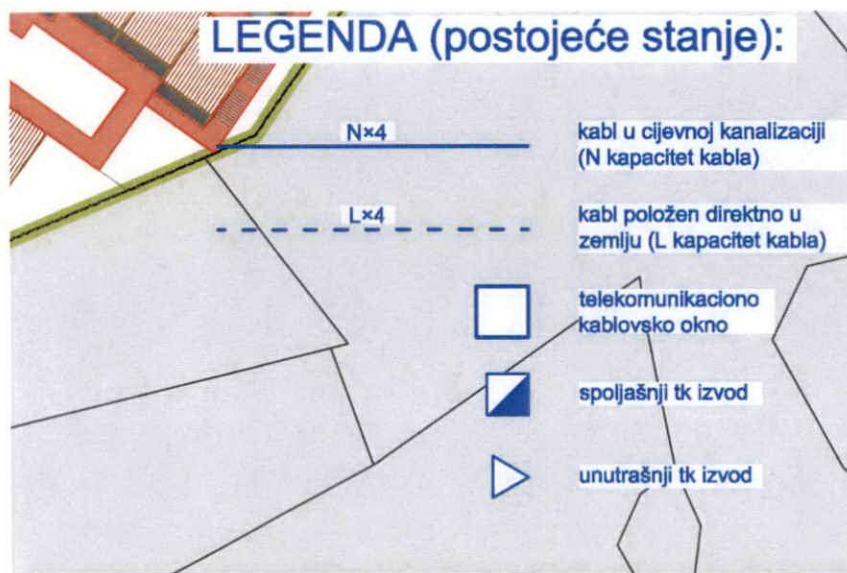 LEGENDA (postojeće stanje):
N×4
kabl u cijevnoj kanalizaciji
(N kapacitet kabla)
L×4
kabl položen direktno u
zemlju (L kapacitet kabla)
telekomunikaciono
kablovsko okno
spoljašnji tk izvod
unutrašnji tk izvod